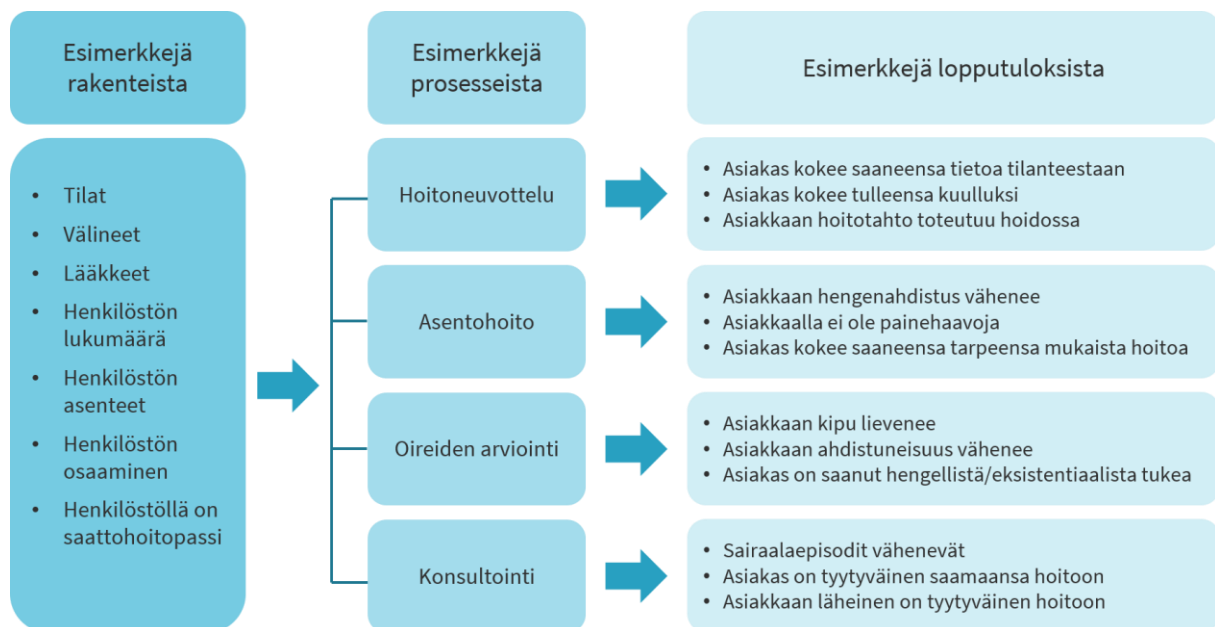 Esimerkkejä
rakenteista
• Tilat
• Välineet
• Lääkkeet
• Henkilöstön
lukumäärä
• Henkilöstön
asenteet
• Henkilöstön
osaaminen
• Henkilöstöllä on
saattohoitopassi
Esimerkkejä
prosesseista
Hoitoneuvottelu
Asentohoito
Oireiden arviointi
Konsultointi
Esimerkkejä lopputuloksista
• Asiakas kokee saaneensa tietoa tilanteestaan
• Asiakas kokee tulleensa kuulluksi
• Asiakkaan hoitotahto toteutuu hoidossa
• Asiakkaan hengenahdistus vähenee
• Asiakkaalla ei ole painehaavoja
• Asiakas kokee saaneensa tarpeensa mukaista hoitoa
• Asiakkaan kipu lievenee
• Asiakkaan ahdistuneisuus vähenee
• Asiakas on saanut hengellistä/eksistentiaalista tukea
• Sairaalaepisodit vähenevät
• Asiakas on tyytyväinen saamaansa hoitoon
• Asiakkaan läheinen on tyytyväinen hoitoon